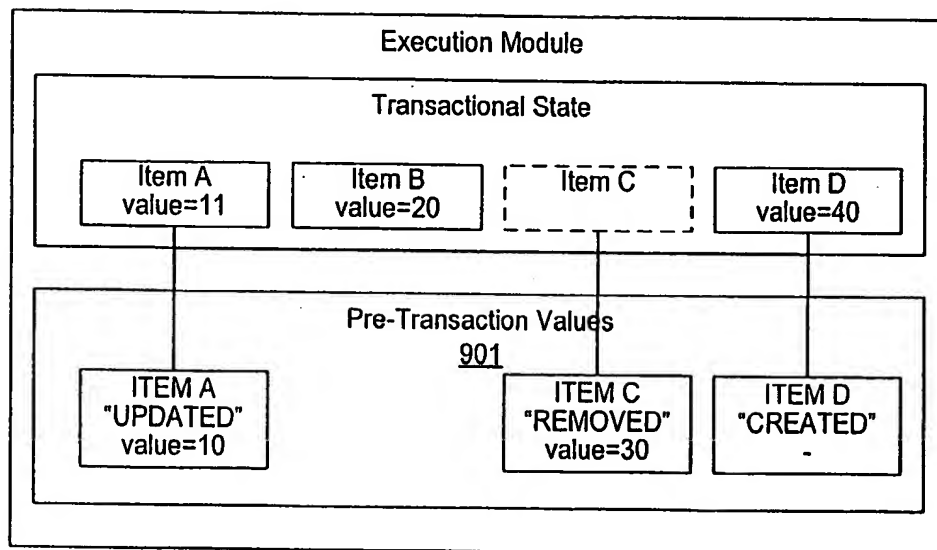 Execution Module
Transactional State
Item A
value=11
Item B
value=20
Item C
Item D
value=40
Pre-Transaction Values
901
ITEM A
"UPDATED"
value=10
ITEM C
"REMOVED"
value=30
ITEM D
"CREATED"
-